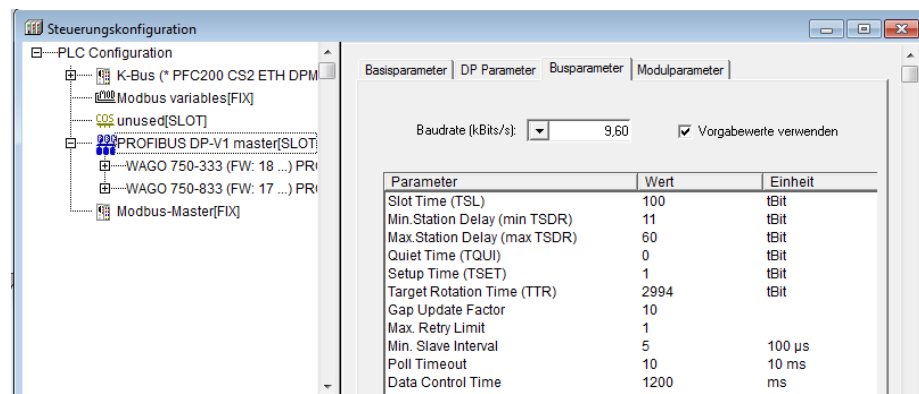 Steuerungskonfiguration
PLC Configuration
K-Bus (* PFC200 CS2 ETH DPM
Modbus variables[FIX]
unused[SLOT]
PROFIBUS DP-V1 master[SLOT]
WAGO 750-333 (FW: 18 ...) PR
WAGO 750-833 (FW: 17 ...) PR
Modbus-Master[FIX]
Basisparameter DP Parameter Busparameter Modulparameter
Baudrate (kBits/s): 9,60 Vorgabewerte verwenden
Parameter Wert Einheit
Slot Time (TSL) 100 tBit
Min.Station Delay (min TSDR) 11 tBit
Max.Station Delay (max TSDR) 60 tBit
Quiet Time (TQUI) 0 tBit
Setup Time (TSET) 1 tBit
Target Rotation Time (TTR) 2994 tBit
Gap Update Factor 10
Max. Retry Limit 1
Min. Slave Interval 5 100 µs
Poll Timeout 10 10 ms
Data Control Time 1200 ms